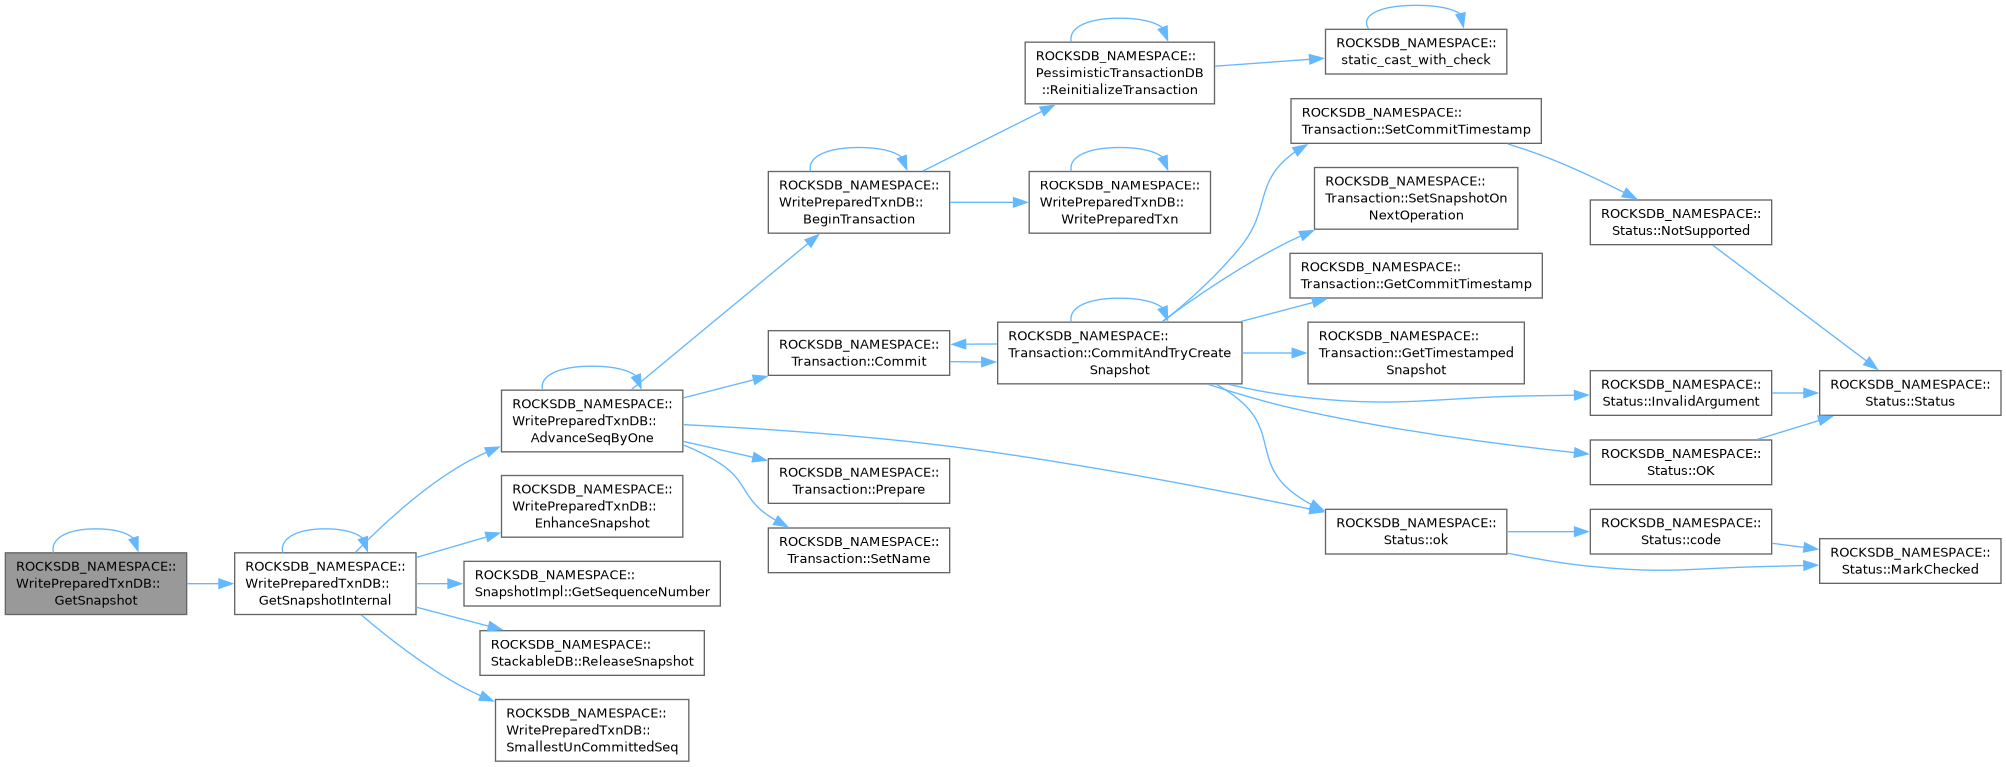 ROCKSDB_NAMESPACE::
WritePreparedTxnDB::
GetSnapshot
ROCKSDB_NAMESPACE::
WritePreparedTxnDB::
GetSnapshotInternal
ROCKSDB_NAMESPACE::
WritePreparedTxnDB::
AdvanceSeqByOne
ROCKSDB_NAMESPACE::
WritePreparedTxnDB::
EnhanceSnapshot
ROCKSDB_NAMESPACE::
SnapshotImpl::GetSequenceNumber
ROCKSDB_NAMESPACE::
StackableDB::ReleaseSnapshot
ROCKSDB_NAMESPACE::
WritePreparedTxnDB::
SmallestUnCommittedSeq
ROCKSDB_NAMESPACE::
WritePreparedTxnDB::
BeginTransaction
ROCKSDB_NAMESPACE::
Transaction::Commit
ROCKSDB_NAMESPACE::
Transaction::Prepare
ROCKSDB_NAMESPACE::
Transaction::SetName
ROCKSDB_NAMESPACE::
PessimisticTransactionDB
::ReinitializeTransaction
ROCKSDB_NAMESPACE::
WritePreparedTxnDB::
WritePreparedTxn
ROCKSDB_NAMESPACE::
Transaction::CommitAndTryCreate
Snapshot
ROCKSDB_NAMESPACE::
static_cast_with_check
ROCKSDB_NAMESPACE::
Transaction::SetCommitTimestamp
ROCKSDB_NAMESPACE::
Transaction::SetSnapshotOn
NextOperation
ROCKSDB_NAMESPACE::
Transaction::GetCommitTimestamp
ROCKSDB_NAMESPACE::
Transaction::GetTimestamped
Snapshot
ROCKSDB_NAMESPACE::
Status::ok
ROCKSDB_NAMESPACE::
Status::NotSupported
ROCKSDB_NAMESPACE::
Status::InvalidArgument
ROCKSDB_NAMESPACE::
Status::OK
ROCKSDB_NAMESPACE::
Status::code
ROCKSDB_NAMESPACE::
Status::Status
ROCKSDB_NAMESPACE::
Status::MarkChecked